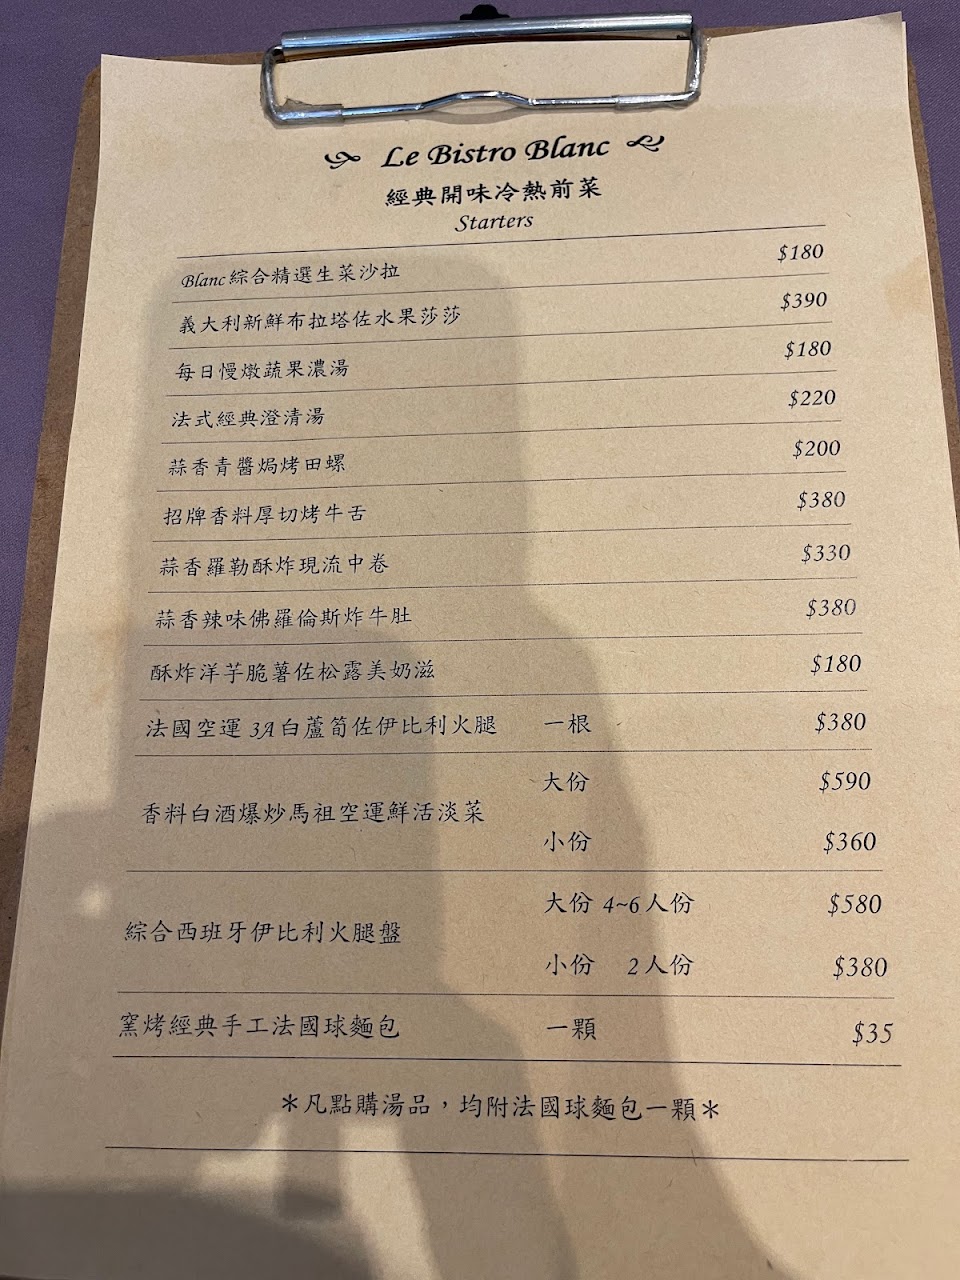 Le Bistro Blanc
經典開味冷熱前菜
Starters
Blanc 綜合精選生菜沙拉 $180
義大利新鮮布拉塔佐水果莎莎 $390
每日慢燉蔬果濃湯 $180
法式經典澄清湯 $220
蒜香青醬焗烤田螺 $200
招牌香料厚切烤牛舌 $380
蒜香羅勒酥炸現流中卷 $330
蒜香辣味佛羅倫斯炸牛肚 $380
酥炸洋芋脆薯佐松露美奶滋 $180
法國空運 3A 白蘆筍佐伊比利火腿 一根 $380
香料白酒爆炒馬祖空運鮮活淡菜 大份 $590
小份 $360
綜合西班牙伊比利火腿盤 大份 4~6 人份 $580
小份 2 人份 $380
窯烤經典手工法國球麵包 一顆 $35
＊凡點購湯品，均附法國球麵包一顆＊